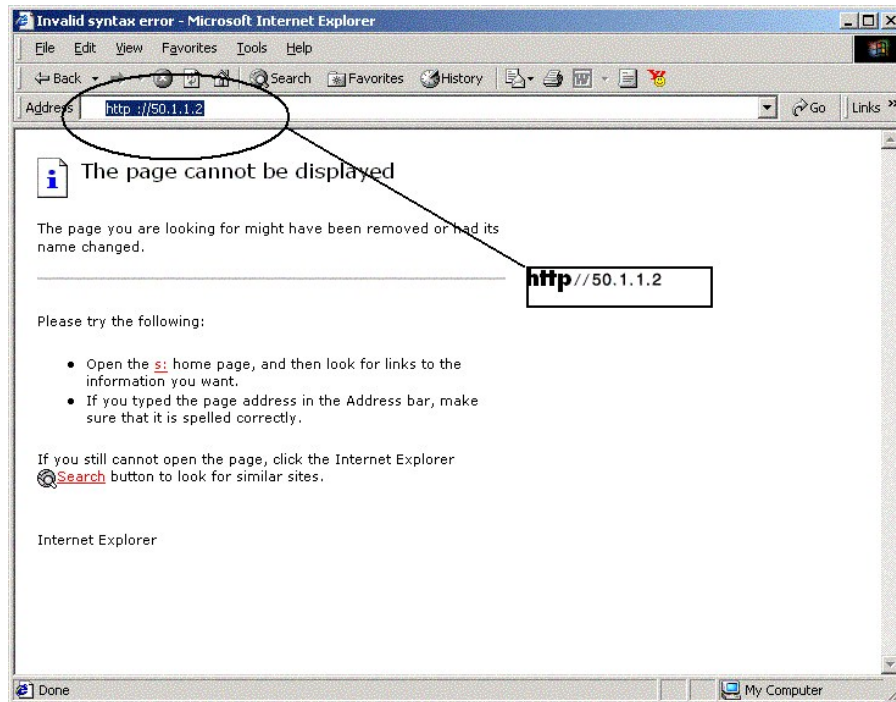 Invalid syntax error - Microsoft Internet Explorer
File Edit View Favorites Tools Help
Back Search Favorites History
Address http ://50.1.1.2 Go Links »
The page cannot be displayed
The page you are looking for might have been removed or had its
name changed.
http//50.1.1.2
Please try the following:
Open the s: home page, and then look for links to the
information you want.
If you typed the page address in the Address bar, make
sure that it is spelled correctly.
If you still cannot open the page, click the Internet Explorer
Search button to look for similar sites.
Internet Explorer
Done My Computer